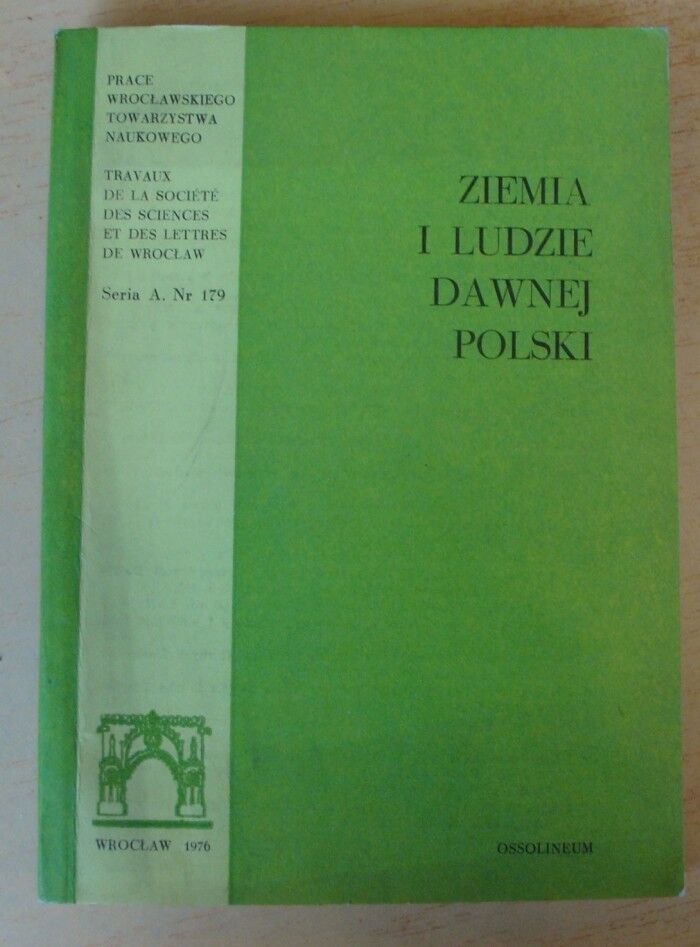 PRACE
WROCŁAWSKIEGO
TOWARZYSTWA
NAUKOWEGO
TRAVAUX
DE LA SOCIÉTÉ
DES SCIENCES
ET DES LETTRES
DE WROCŁAW
Seria A. Nr 179
ZIEMIA
I LUDZIE
DAWNEJ
POLSKI
WROCŁAW 1976
OSSOLINEUM